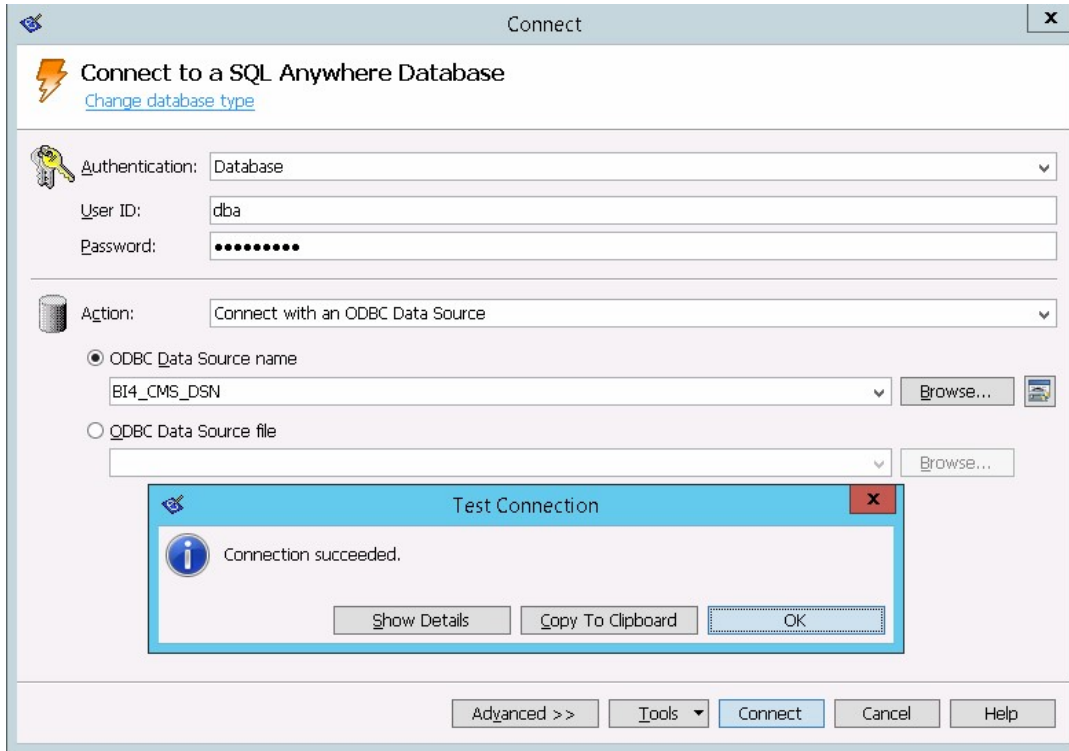 Connect
x
Connect to a SQL Anywhere Database
Change database type
Authentication: Database
User ID: dba
Password: •••••••••
Action: Connect with an ODBC Data Source
ODBC Data Source name
BI4_CMS_DSN Browse...
ODBC Data Source file
Browse...
Test Connection
x
Connection succeeded.
Show Details Copy To Clipboard OK
Advanced >> Tools Connect Cancel Help